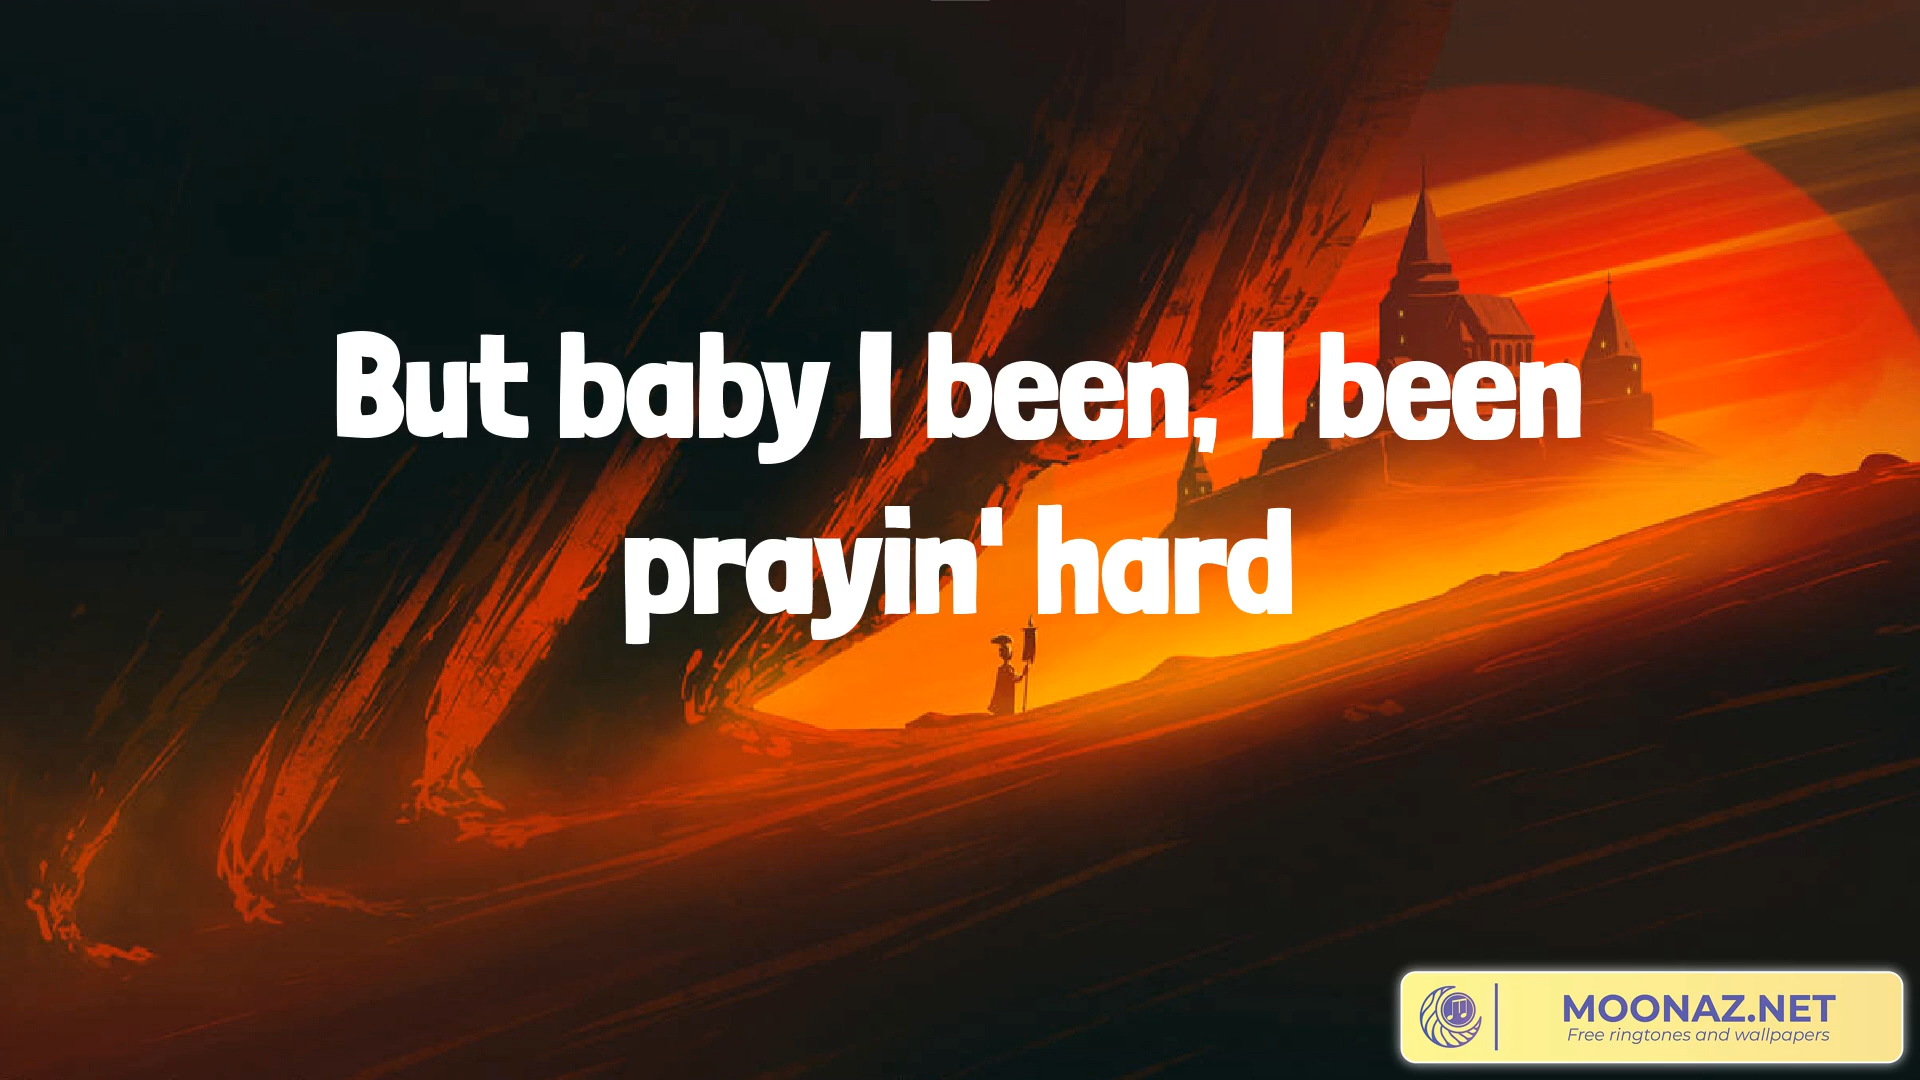 But baby I been, I been
prayin' hard
MOONAZ.NET
Free ringtones and wallpapers